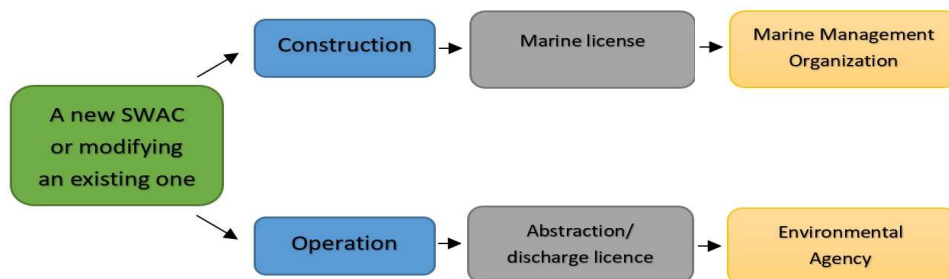 A new SWAC
or modifying
an existing one
Construction
Marine license
Marine Management
Organization
Operation
Abstraction/
discharge licence
Environmental
Agency